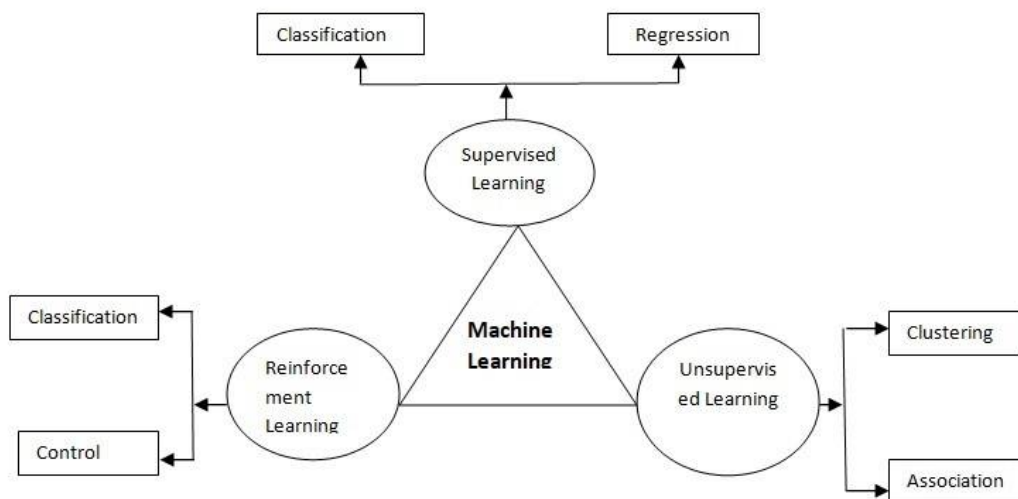 Classification
Regression
Supervised
Learning
Classification
Machine
Learning
Clustering
Reinforce
ment
Learning
Unsupervis
ed Learning
Control
Association